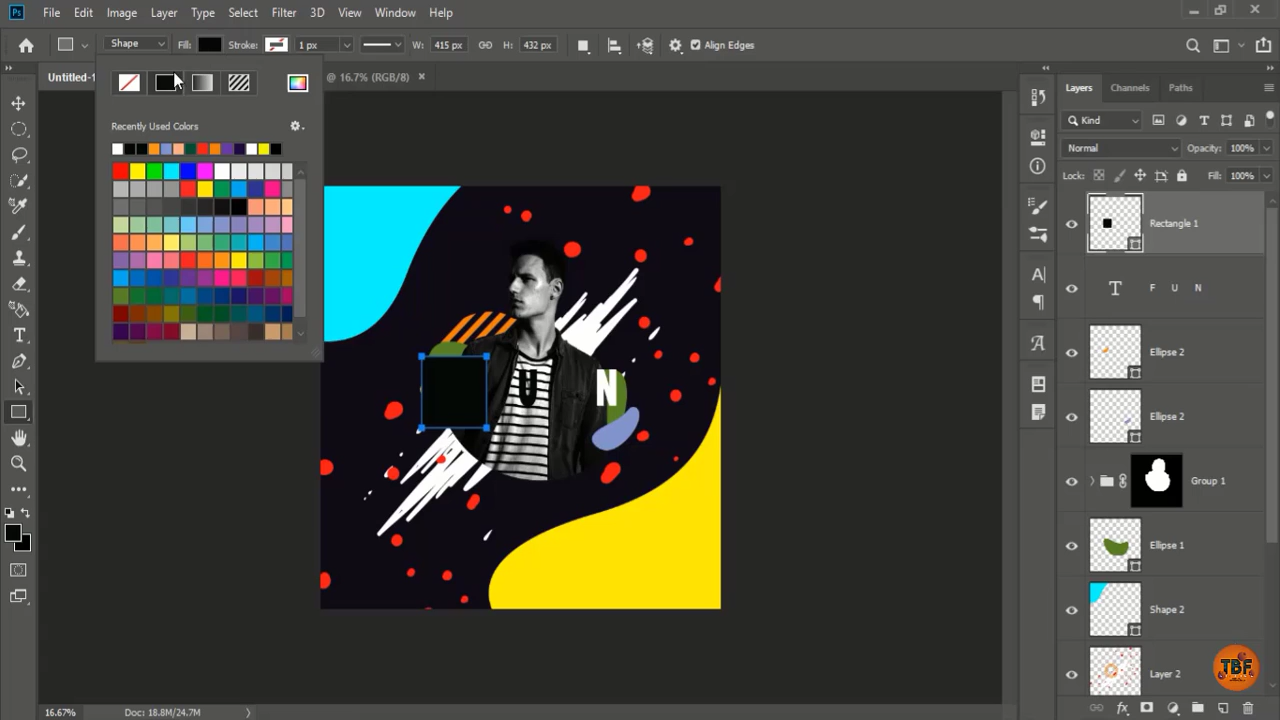 Ps File Edit Image Layer Type Select Filter 3D View Window Help
Shape Fill: Stroke: 1 px W: 415 px H: 432 px Align Edges
Untitled-1 @ 16.7% (RGB/8)
Recently Used Colors
U N
Layers Channels Paths
Kind
Normal Opacity: 100%
Lock: Fill: 100%
Rectangle 1
F U N
Ellipse 2
Ellipse 2
Group 1
Ellipse 1
Shape 2
Layer 2
TBF
16.67% Doc: 18.8M/24.7M